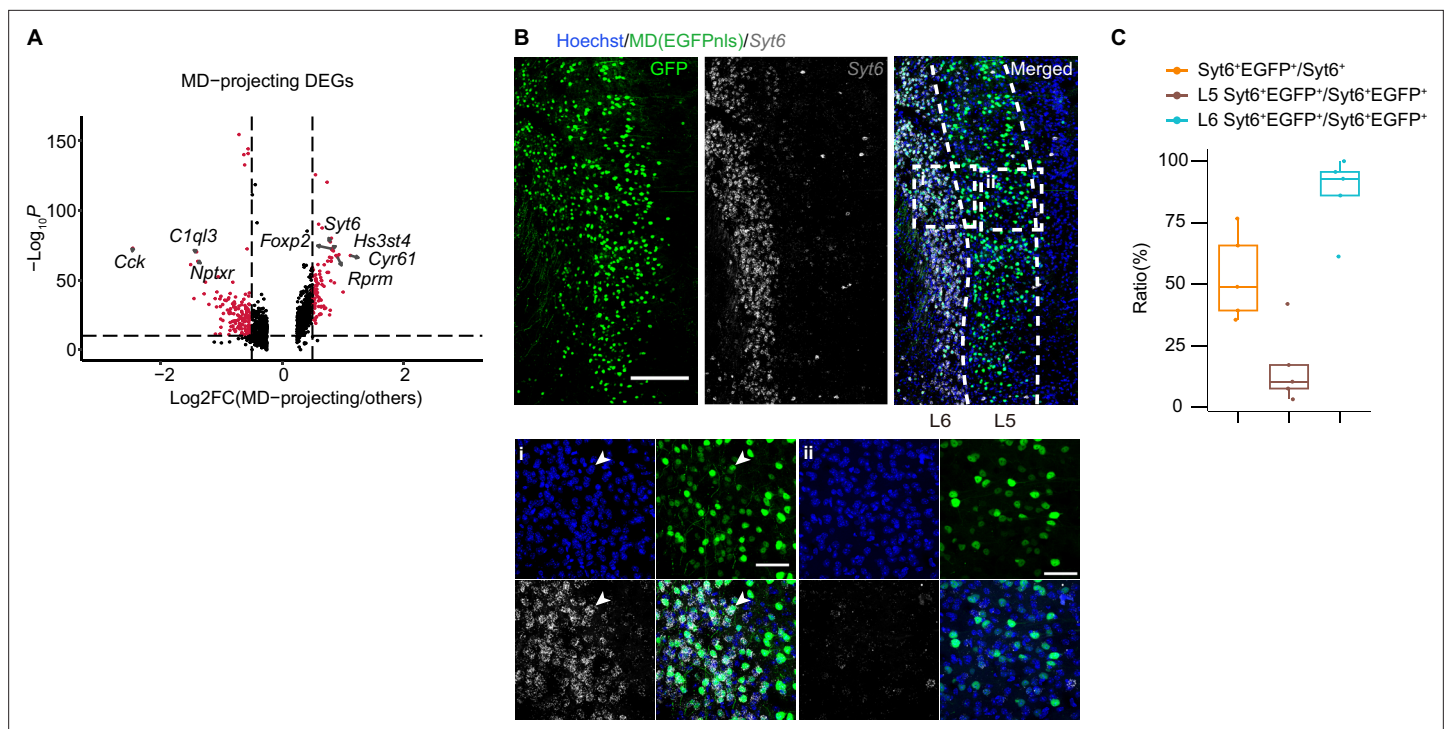 A
MD−projecting DEGs
150
100
50
0
−Log10P
C1ql3
Cck
Nptxr
Foxp2
Syt6
Hs3st4
Cyr61
Rprm
−2
0
2
Log2FC(MD−projecting/others)
B
Hoechst/MD(EGFPnls)/Syt6
GFP
Syt6
Merged
ii
L6
L5
i
ii
C
Syt6+EGFP+/Syt6+
L5 Syt6+EGFP+/Syt6+EGFP+
L6 Syt6+EGFP+/Syt6+EGFP+
100
75
50
25
0
Ratio(%)